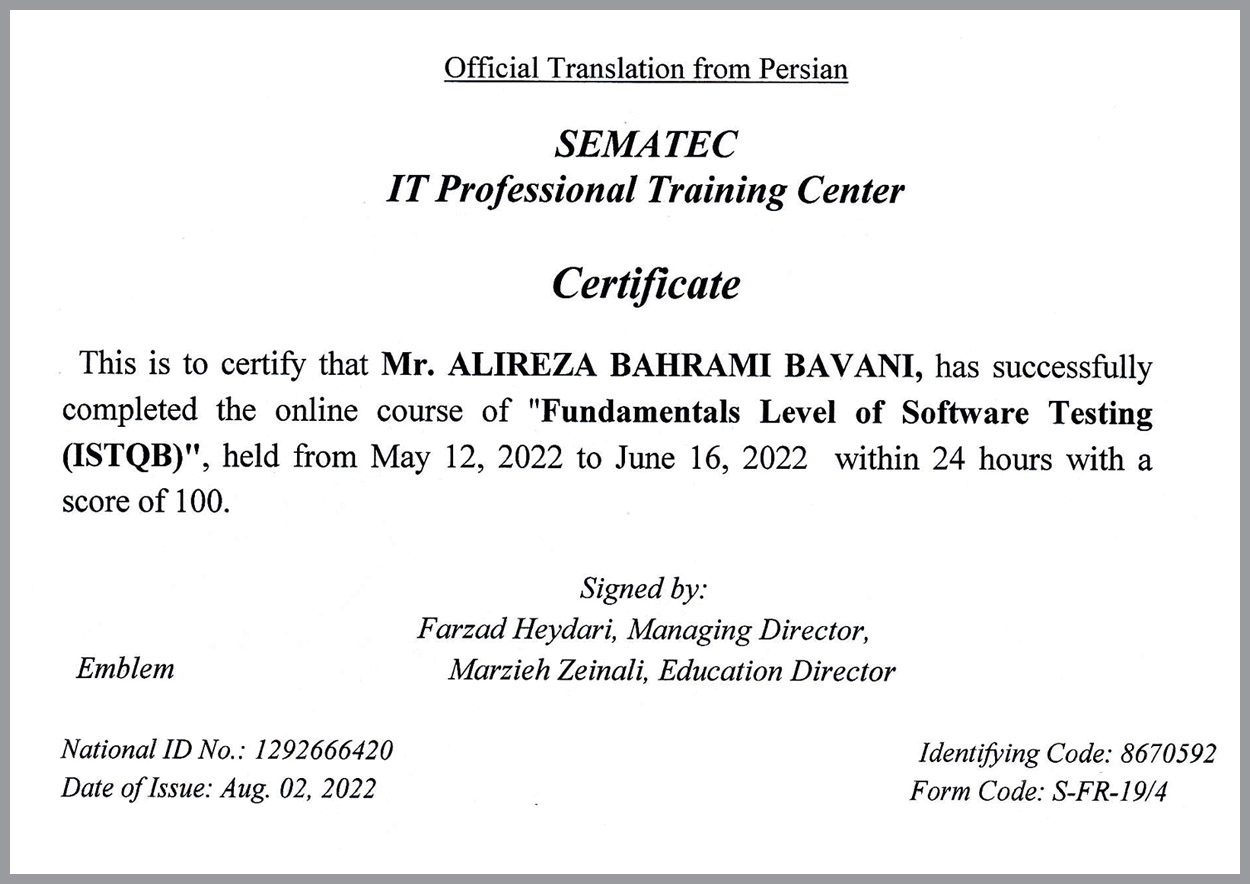 Official Translation from Persian
SEMATEC
IT Professional Training Center
Certificate
This is to certify that Mr. ALIREZA BAHRAMI BAVANI, has successfully
completed the online course of "Fundamentals Level of Software Testing
(ISTQB)", held from May 12, 2022 to June 16, 2022 within 24 hours with a
score of 100.
Signed by:
Farzad Heydari, Managing Director,
Emblem
Marzieh Zeinali, Education Director
National ID No.: 1292666420
Identifying Code: 8670592
Date of Issue: Aug. 02, 2022
Form Code: S-FR-19/4